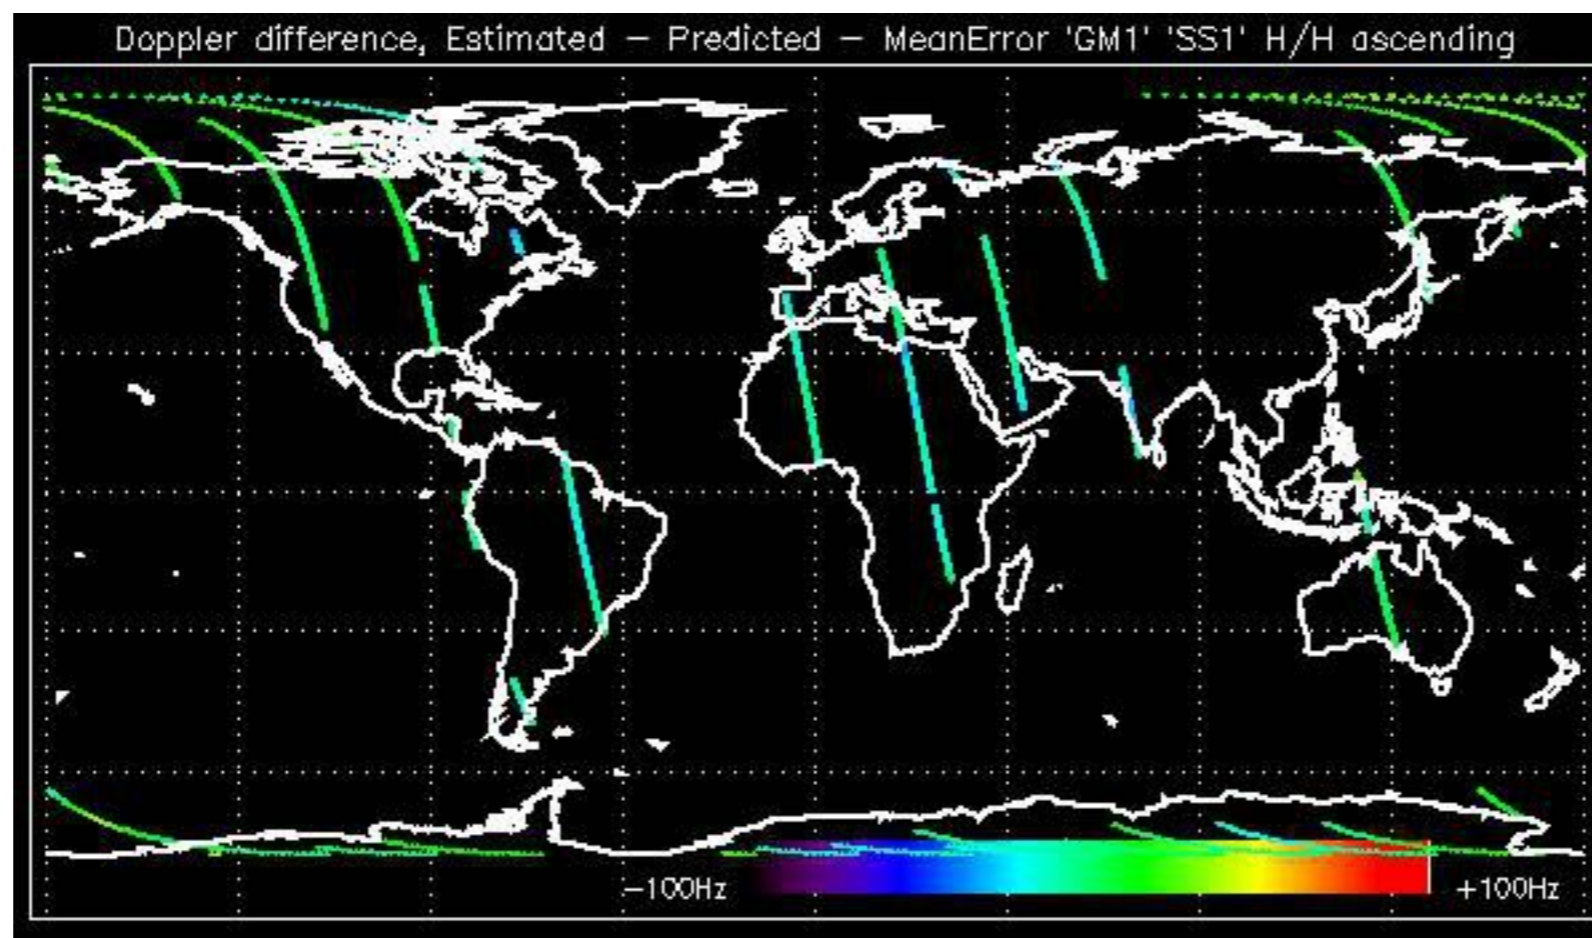 Doppler difference, Estimated – Predicted – MeanError 'GM1' 'SS1' H/H ascending
–100Hz
+100Hz